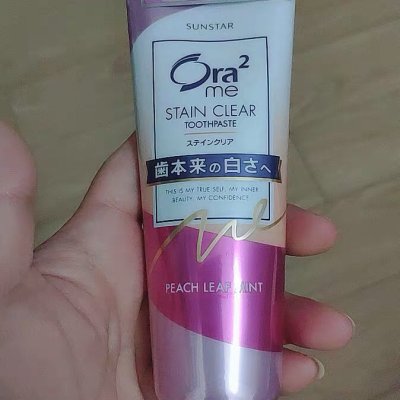 SUNSTAR
Ora²
me
STAIN CLEAR
TOOTHPASTE
ステインクリア
歯本来の白さへ
THIS IS MY TRUE SELF, MY INNER
BEAUTY, MY CONFIDENCE.
me
PEACH LEAF MINT